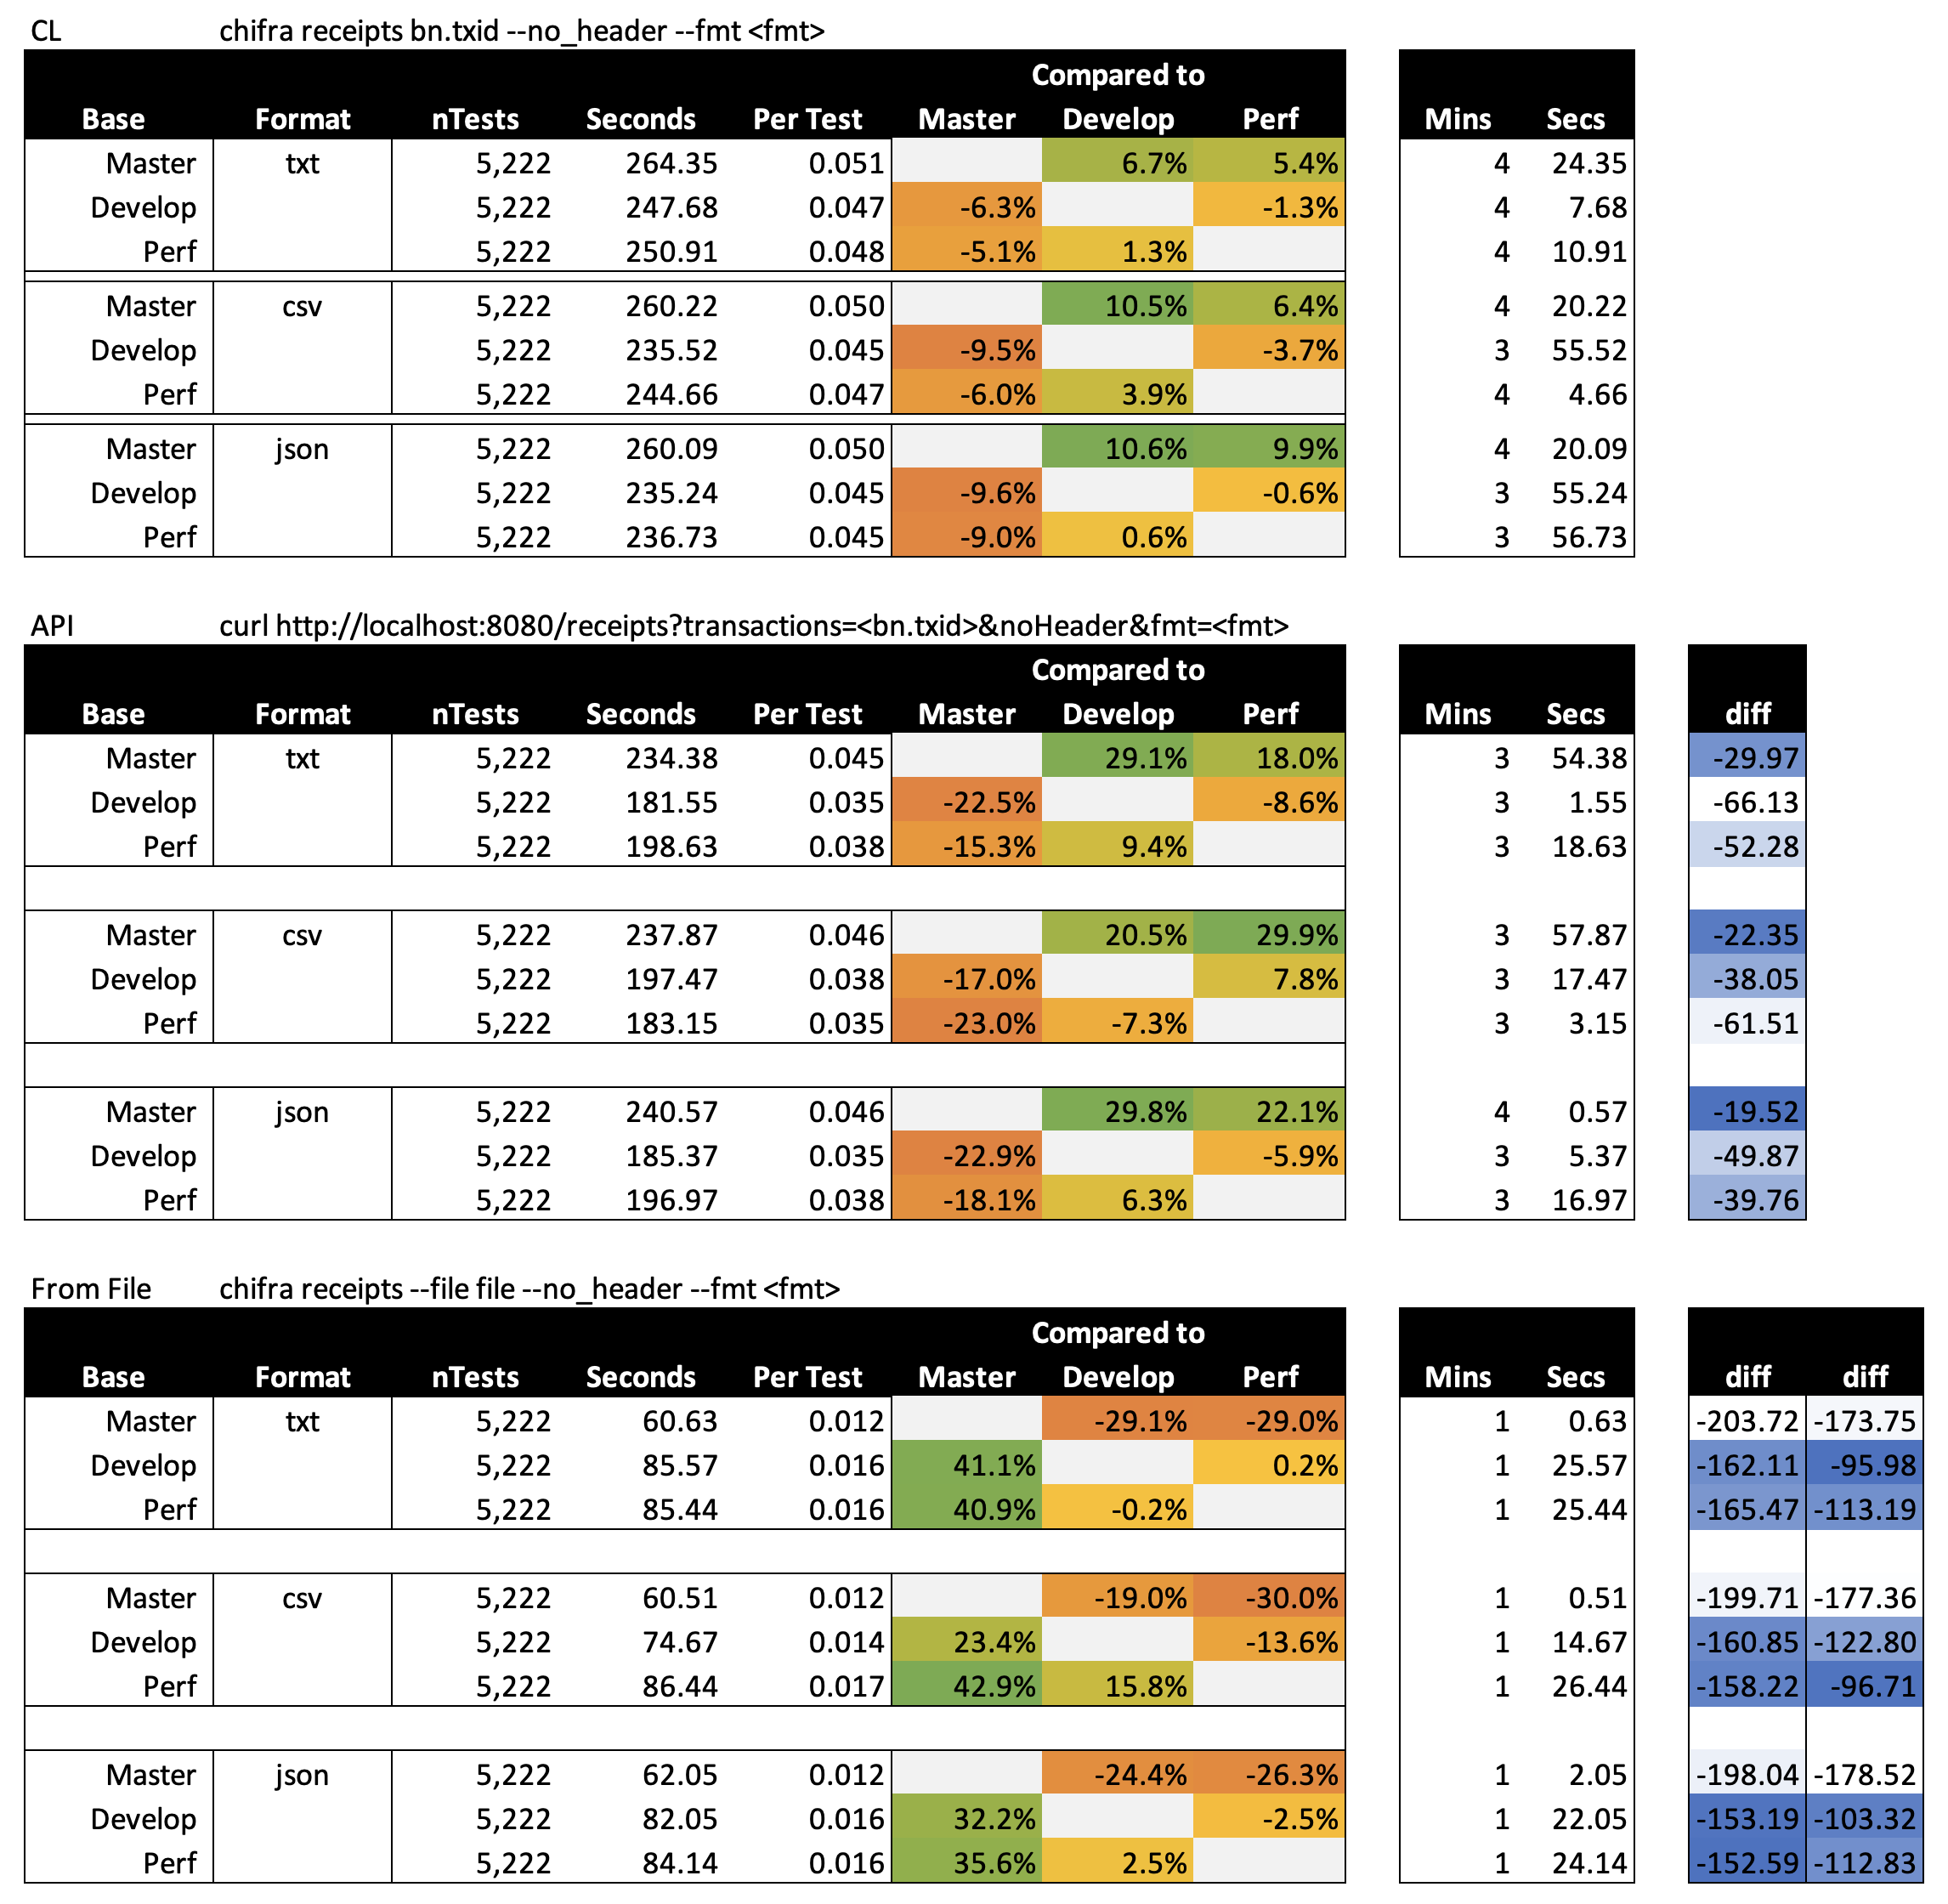 CL chifra receipts bn.txid --no_header --fmt <fmt>
Compared to
Base Format nTests Seconds Per Test Master Develop Perf Mins Secs
Master txt 5,222 264.35 0.051 6.7% 5.4% 4 24.35
Develop 5,222 247.68 0.047 -6.3% -1.3% 4 7.68
Perf 5,222 250.91 0.048 -5.1% 1.3% 4 10.91
Master csv 5,222 260.22 0.050 10.5% 6.4% 4 20.22
Develop 5,222 235.52 0.045 -9.5% -3.7% 3 55.52
Perf 5,222 244.66 0.047 -6.0% 3.9% 4 4.66
Master json 5,222 260.09 0.050 10.6% 9.9% 4 20.09
Develop 5,222 235.24 0.045 -9.6% -0.6% 3 55.24
Perf 5,222 236.73 0.045 -9.0% 0.6% 3 56.73
API curl http://localhost:8080/receipts?transactions=<bn.txid>&noHeader&fmt=<fmt>
Compared to
Base Format nTests Seconds Per Test Master Develop Perf Mins Secs diff
Master txt 5,222 234.38 0.045 29.1% 18.0% 3 54.38 -29.97
Develop 5,222 181.55 0.035 -22.5% -8.6% 3 1.55 -66.13
Perf 5,222 198.63 0.038 -15.3% 9.4% 3 18.63 -52.28
Master csv 5,222 237.87 0.046 20.5% 29.9% 3 57.87 -22.35
Develop 5,222 197.47 0.038 -17.0% 7.8% 3 17.47 -38.05
Perf 5,222 183.15 0.035 -23.0% -7.3% 3 3.15 -61.51
Master json 5,222 240.57 0.046 29.8% 22.1% 4 0.57 -19.52
Develop 5,222 185.37 0.035 -22.9% -5.9% 3 5.37 -49.87
Perf 5,222 196.97 0.038 -18.1% 6.3% 3 16.97 -39.76
From File chifra receipts --file file --no_header --fmt <fmt>
Compared to
Base Format nTests Seconds Per Test Master Develop Perf Mins Secs diff diff
Master txt 5,222 60.63 0.012 -29.1% -29.0% 1 0.63 -203.72 -173.75
Develop 5,222 85.57 0.016 41.1% 0.2% 1 25.57 -162.11 -95.98
Perf 5,222 85.44 0.016 40.9% -0.2% 1 25.44 -165.47 -113.19
Master csv 5,222 60.51 0.012 -19.0% -30.0% 1 0.51 -199.71 -177.36
Develop 5,222 74.67 0.014 23.4% -13.6% 1 14.67 -160.85 -122.80
Perf 5,222 86.44 0.017 42.9% 15.8% 1 26.44 -158.22 -96.71
Master json 5,222 62.05 0.012 -24.4% -26.3% 1 2.05 -198.04 -178.52
Develop 5,222 82.05 0.016 32.2% -2.5% 1 22.05 -153.19 -103.32
Perf 5,222 84.14 0.016 35.6% 2.5% 1 24.14 -152.59 -112.83